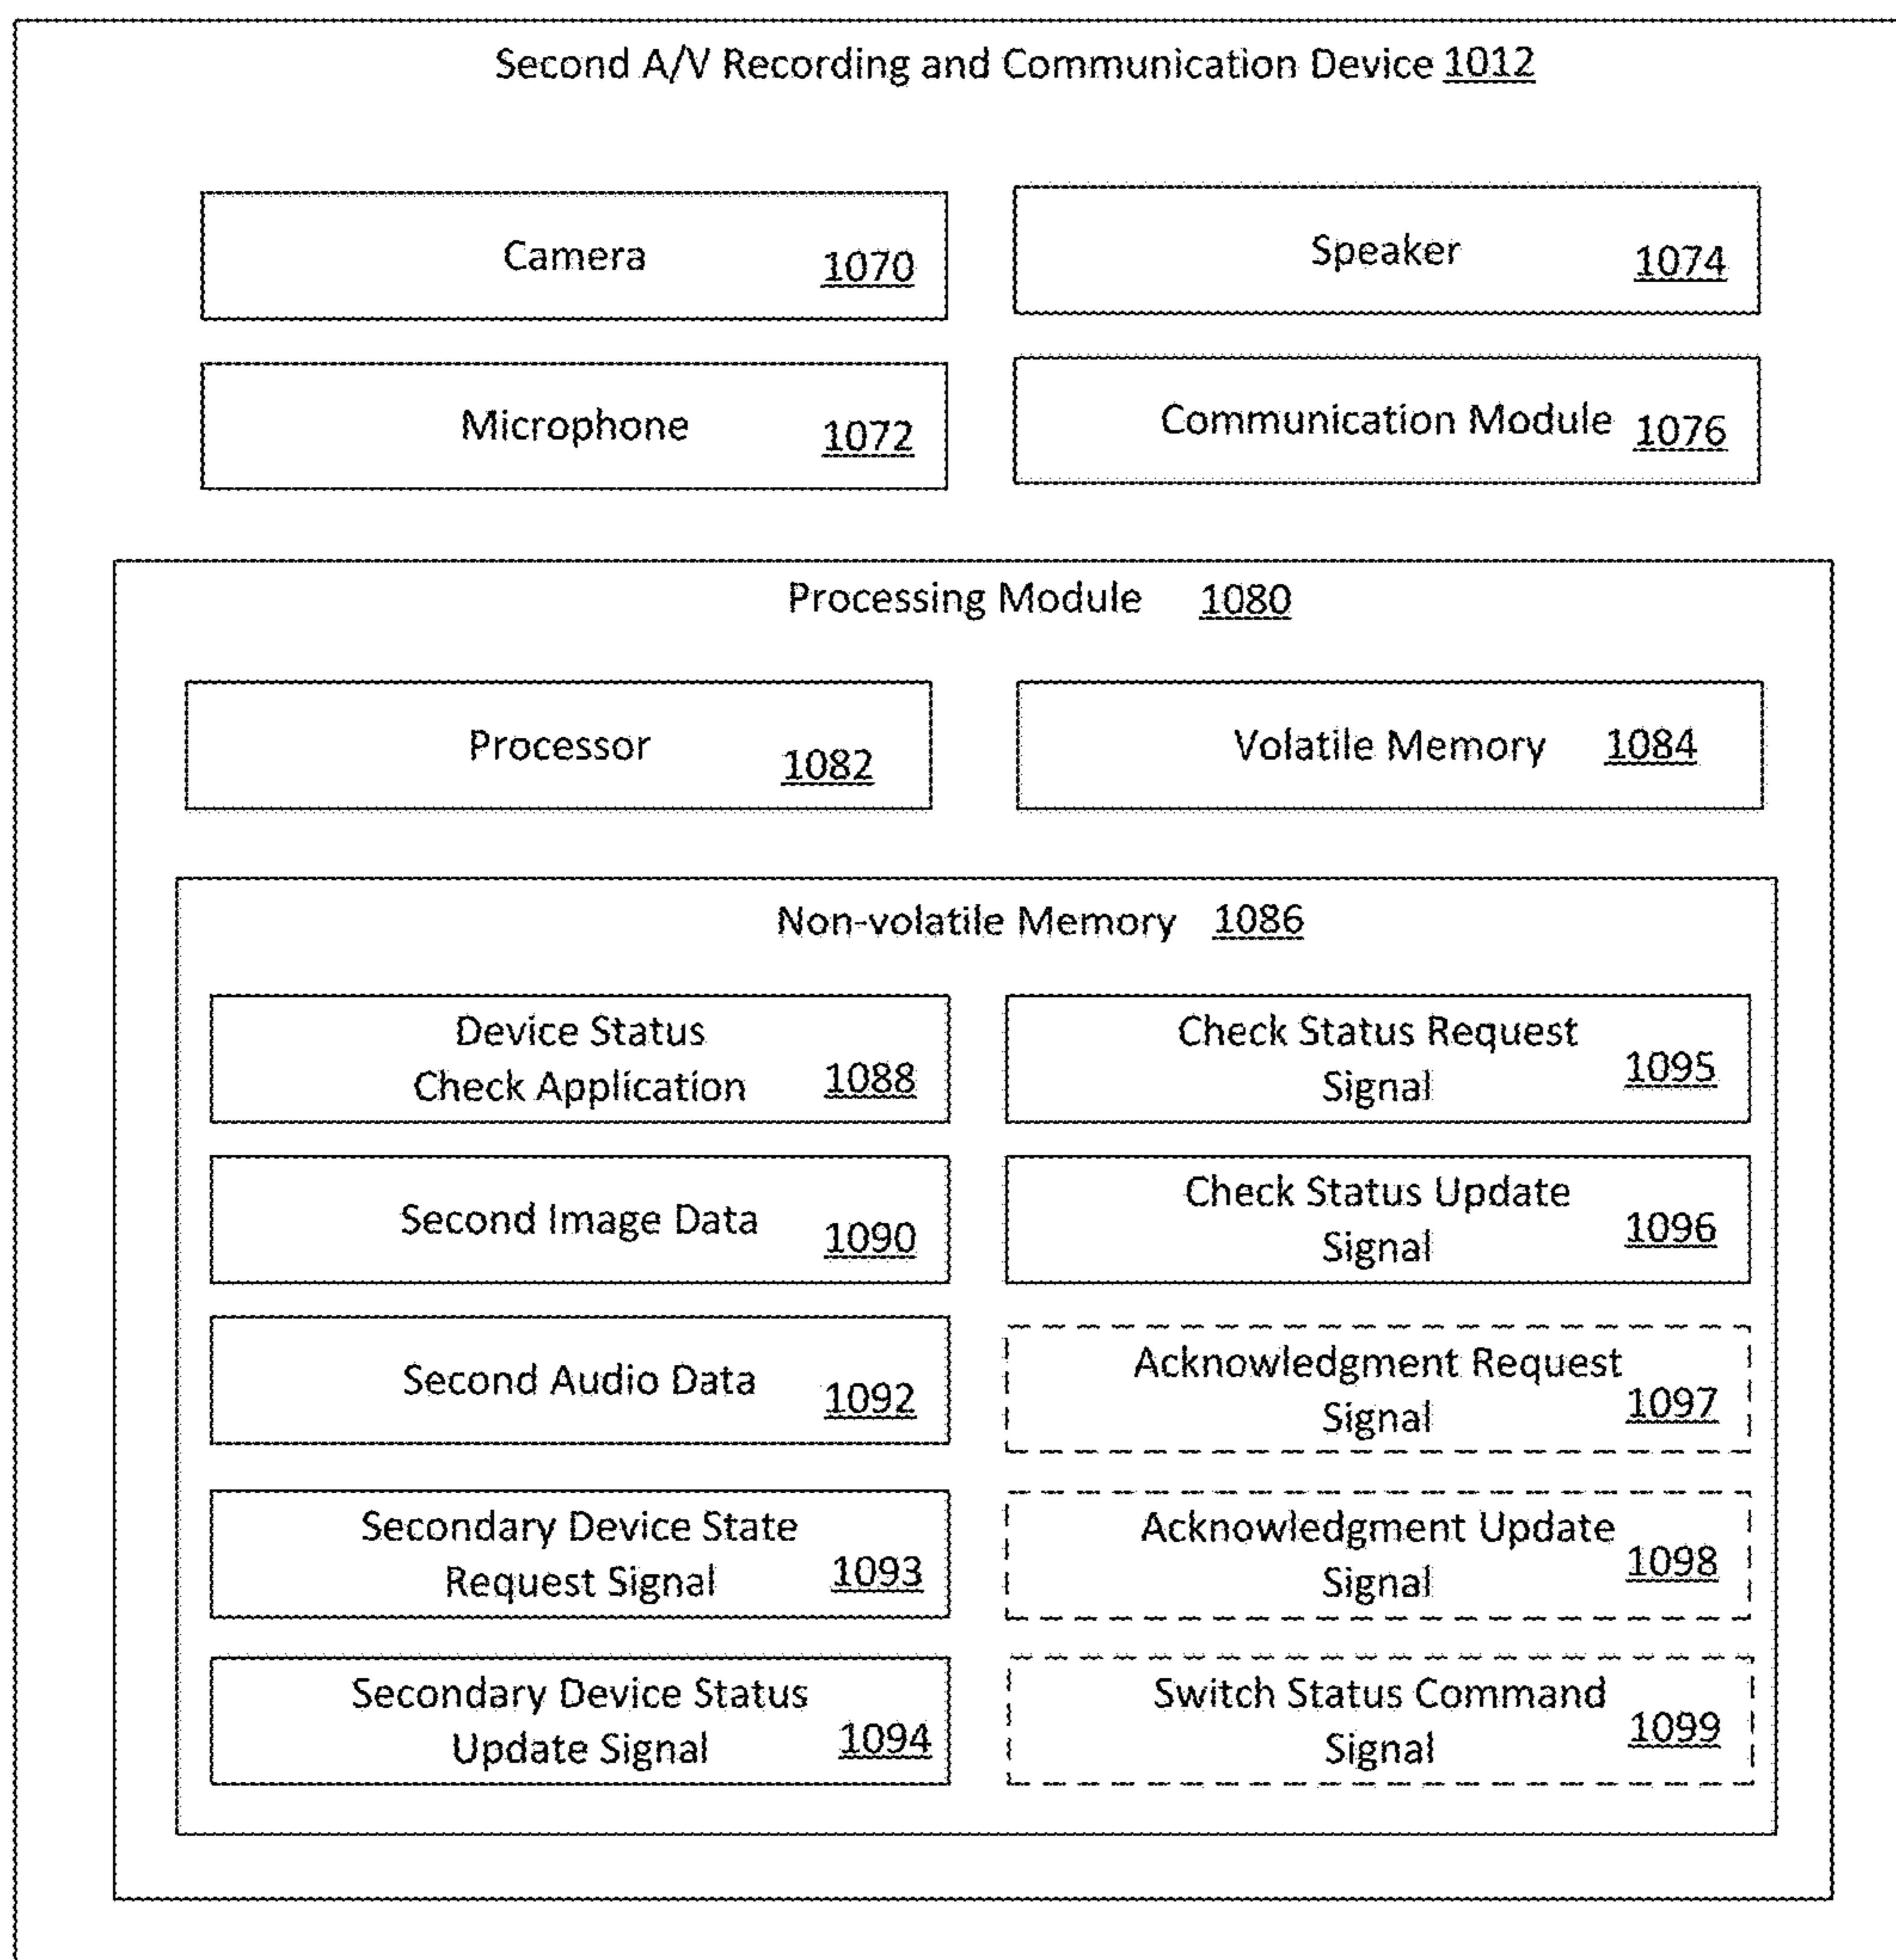 Second A/V Recording and Communication Device 1012
Camera 1070
Speaker 1074
Microphone 1072
Communication Module 1076
Processing Module 1080
Processor 1082
Volatile Memory 1084
Non-volatile Memory 1086
Device Status
Check Application 1088
Check Status Request
Signal 1095
Second Image Data 1090
Check Status Update
Signal 1096
Second Audio Data 1092
Acknowledgment Request
Signal 1097
Secondary Device State
Request Signal 1093
Acknowledgment Update
Signal 1098
Secondary Device Status
Update Signal 1094
Switch Status Command
Signal 1099